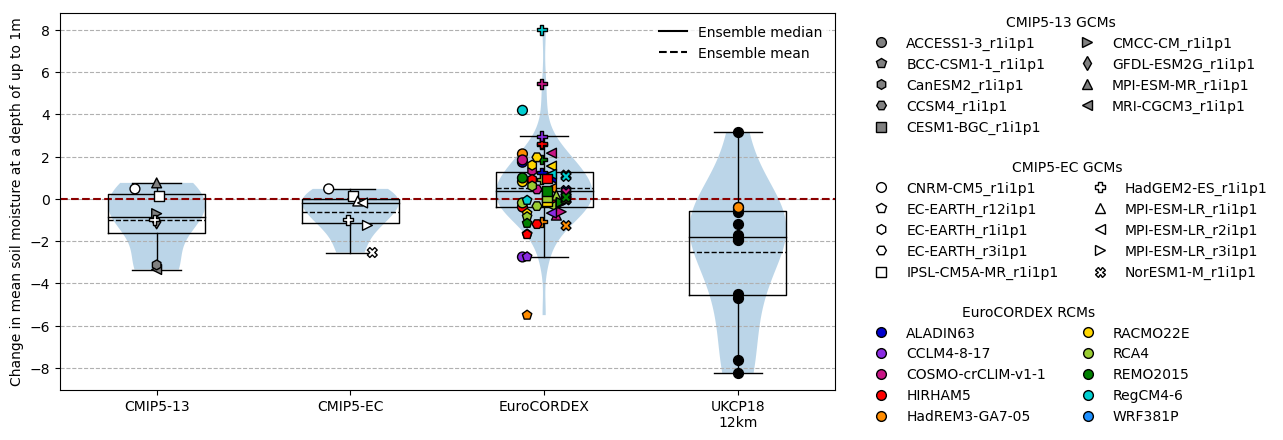 Change in mean soil moisture at a depth of up to 1m
8
6
4
2
0
−2
−4
−6
−8
CMIP5-13
CMIP5-EC
EuroCORDEX
UKCP18
12km
Ensemble median
Ensemble mean
CMIP5-13 GCMs
ACCESS1-3_r1i1p1
BCC-CSM1-1_r1i1p1
CanESM2_r1i1p1
CCSM4_r1i1p1
CESM1-BGC_r1i1p1
CMCC-CM_r1i1p1
GFDL-ESM2G_r1i1p1
MPI-ESM-MR_r1i1p1
MRI-CGCM3_r1i1p1
CMIP5-EC GCMs
CNRM-CM5_r1i1p1
EC-EARTH_r12i1p1
EC-EARTH_r1i1p1
EC-EARTH_r3i1p1
IPSL-CM5A-MR_r1i1p1
HadGEM2-ES_r1i1p1
MPI-ESM-LR_r1i1p1
MPI-ESM-LR_r2i1p1
MPI-ESM-LR_r3i1p1
NorESM1-M_r1i1p1
EuroCORDEX RCMs
ALADIN63
CCLM4-8-17
COSMO-crCLIM-v1-1
HIRHAM5
HadREM3-GA7-05
RACMO22E
RCA4
REMO2015
RegCM4-6
WRF381P